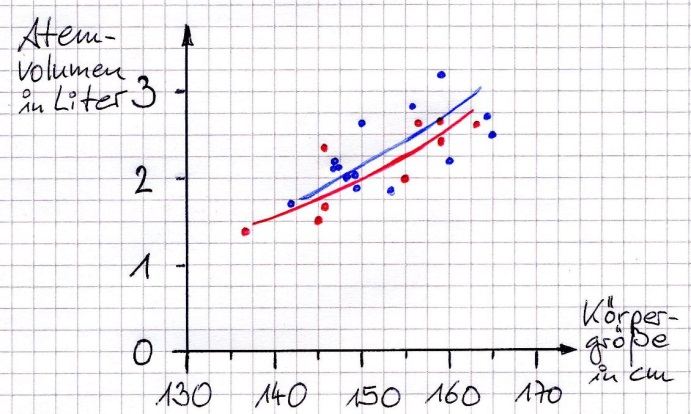 Atem-
Volumen
in Liter
3
2
1
0
130 140 150 160 170
Körper-
größe
in cm